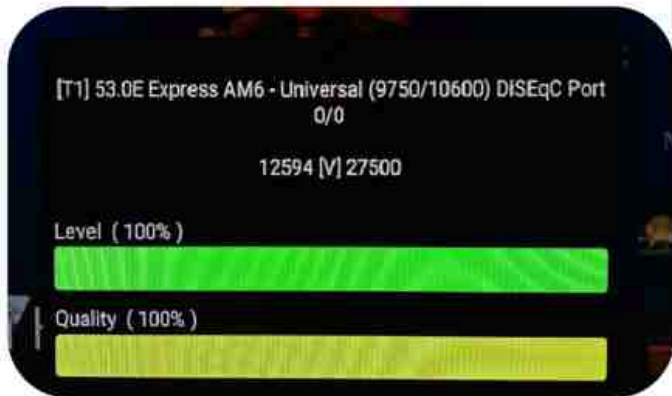 [T1] 53.0E Express AM6 - Universal (9750/10600) DiSEqC Port
0/0
12594 [V] 27500
Level ( 100% )
Quality ( 100% )